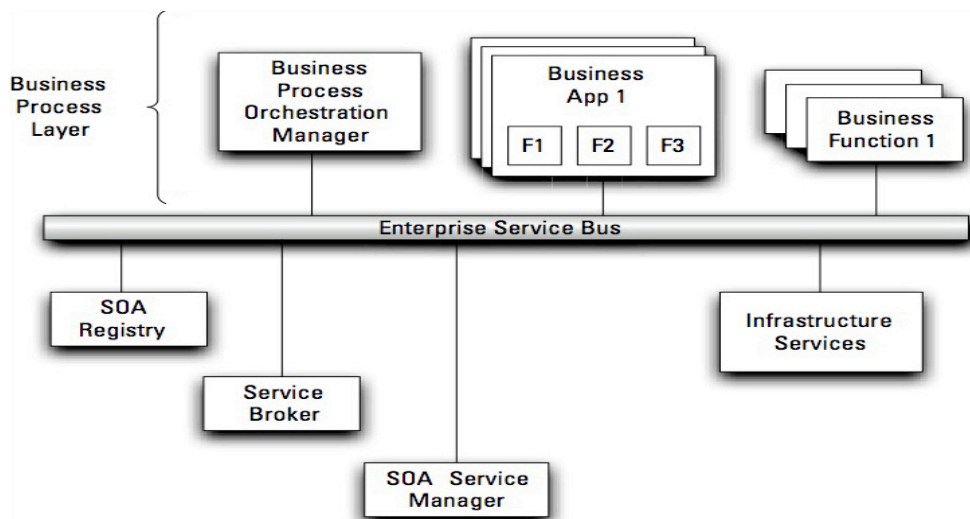 Business
Process
Layer
Business
Process
Orchestration
Manager
Business
App 1
F1 F2 F3
Business
Function 1
Enterprise Service Bus
SOA
Registry
Service
Broker
SOA Service
Manager
Infrastructure
Services